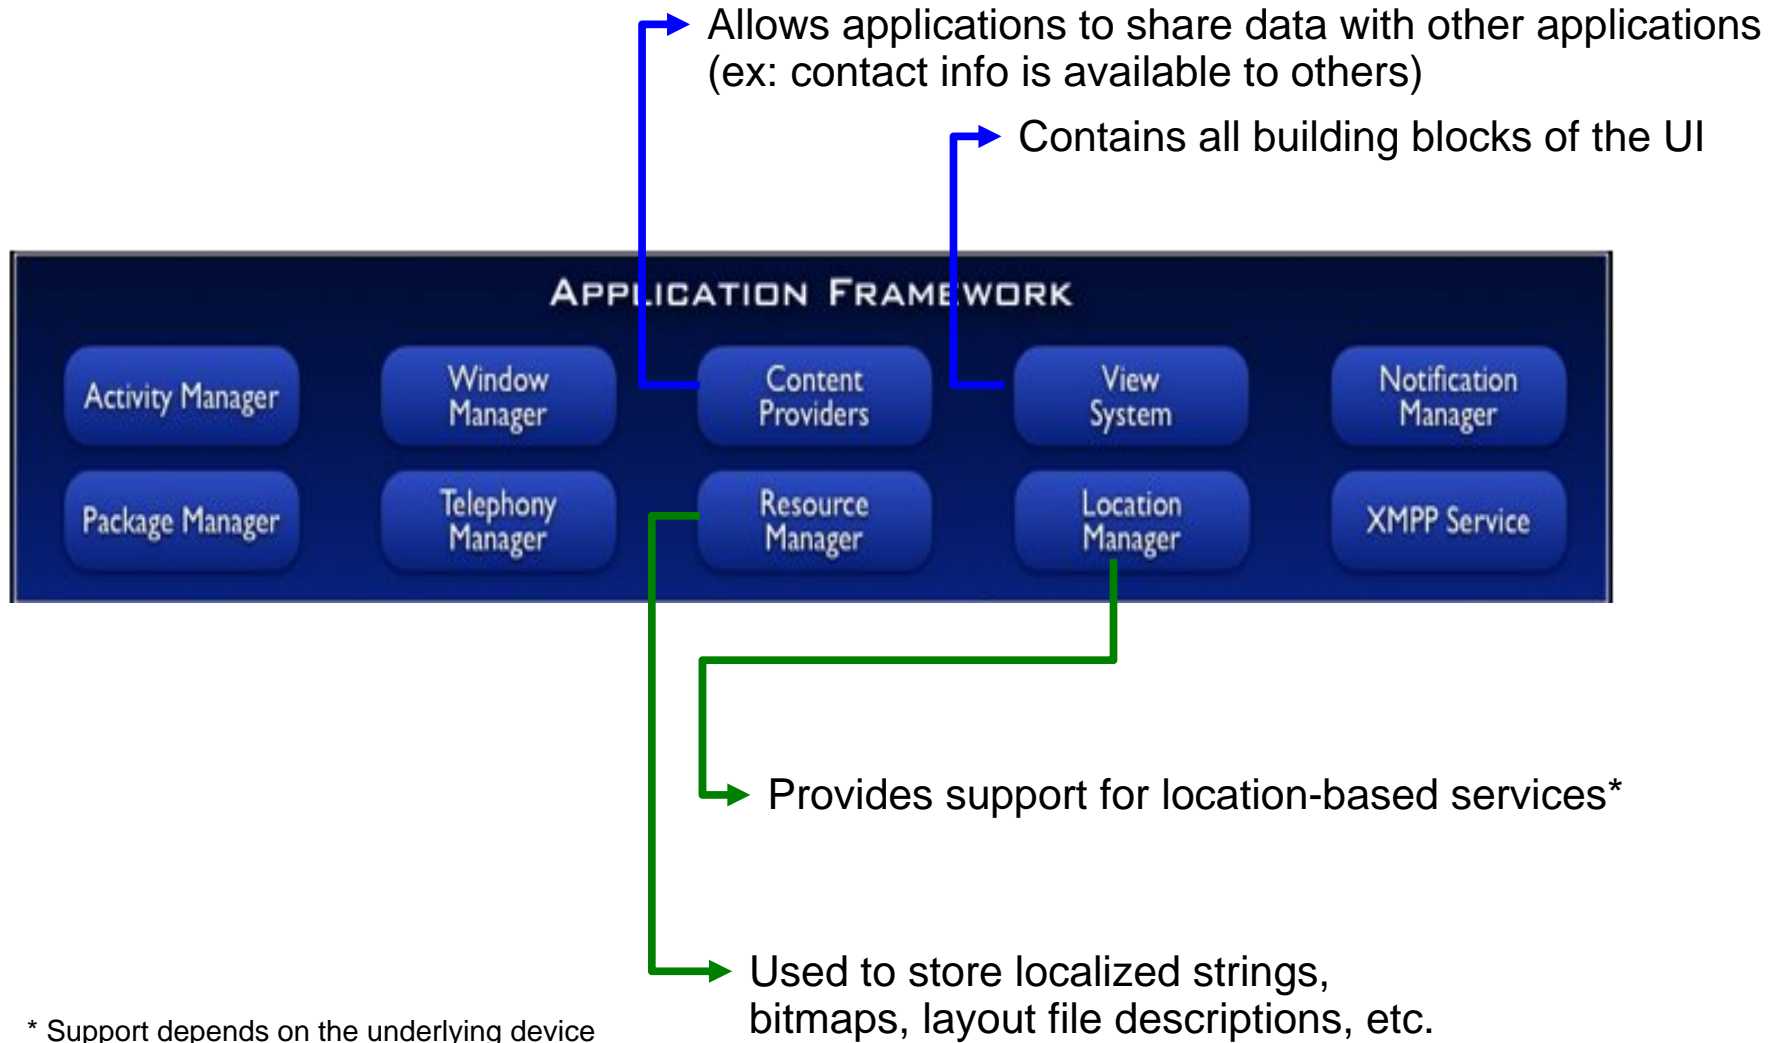 Allows applications to share data with other applications
(ex: contact info is available to others)
Contains all building blocks of the UI
APPLICATION FRAMEWORK
Activity Manager
Window
Manager
Content
Providers
View
System
Notification
Manager
Package Manager
Telephony
Manager
Resource
Manager
Location
Manager
XMPP Service
Provides support for location-based services*
Used to store localized strings,
bitmaps, layout file descriptions, etc.
* Support depends on the underlying device